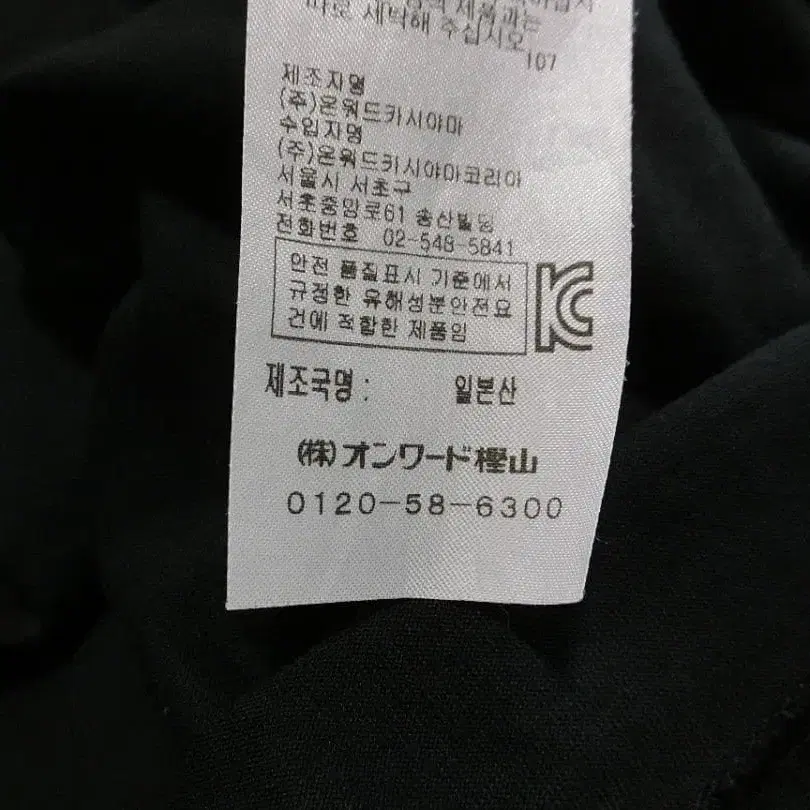 제품과는
따로 세탁해 주십시오
107
제조자명
(주)온워드카시야마
수입자명
(주)온워드카시야마코리아
서울시 서초구
서초중앙로61 송산빌딩
전화번호 02-548-5841
안전 품질표시 기준에서
규정한 유해성분안전요
건에 적합한 제품임
제조국명 : 일본산
(株)オンワード樫山
0120-58-6300